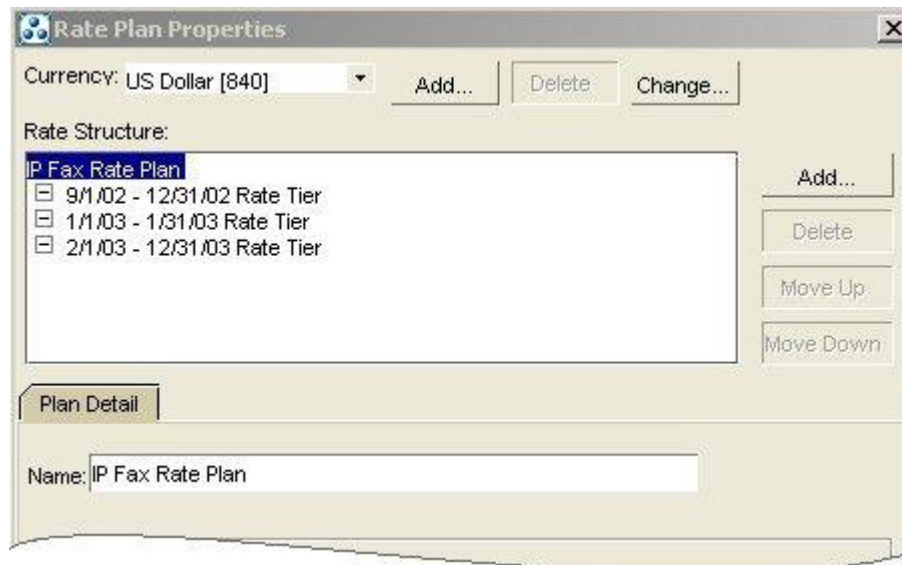 Rate Plan Properties
Currency: US Dollar [840] Add... Delete Change...
Rate Structure:
IP Fax Rate Plan
9/1/02 - 12/31/02 Rate Tier
1/1/03 - 1/31/03 Rate Tier
2/1/03 - 12/31/03 Rate Tier
Add...
Delete
Move Up
Move Down
Plan Detail
Name: IP Fax Rate Plan